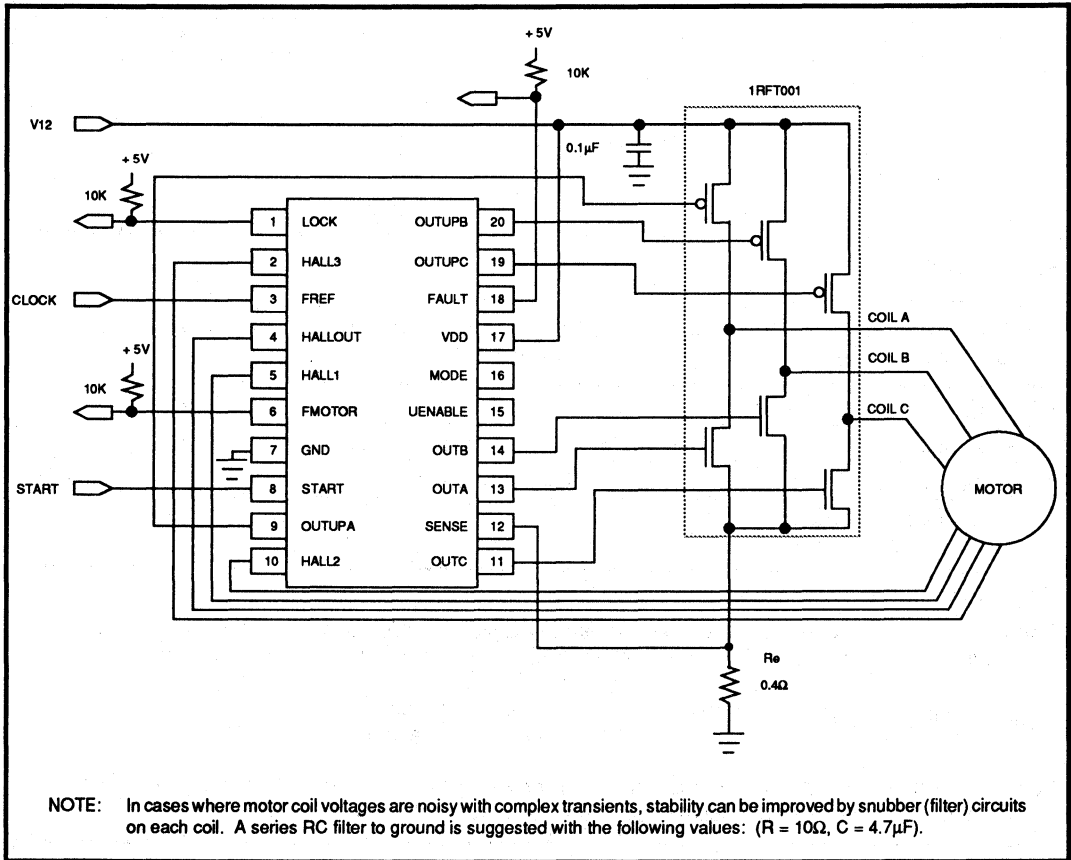 + 5V
10K
1RFT001
V12
0.1µF
+ 5V
10K
1 LOCK OUTUPB 20
2 HALL3 OUTUPC 19
CLOCK
3 FREF FAULT 18
4 HALLOUT VDD 17
COIL A
+ 5V
10K
5 HALL1 MODE 16
COIL B
6 FMOTOR UENABLE 15
COIL C
7 GND OUTB 14
START
8 START OUTA 13
MOTOR
9 OUTUPA SENSE 12
10 HALL2 OUTC 11
Re
0.4Ω
NOTE: In cases where motor coil voltages are noisy with complex transients, stability can be improved by snubber (filter) circuits
on each coil. A series RC filter to ground is suggested with the following values: (R = 10Ω, C = 4.7µF).